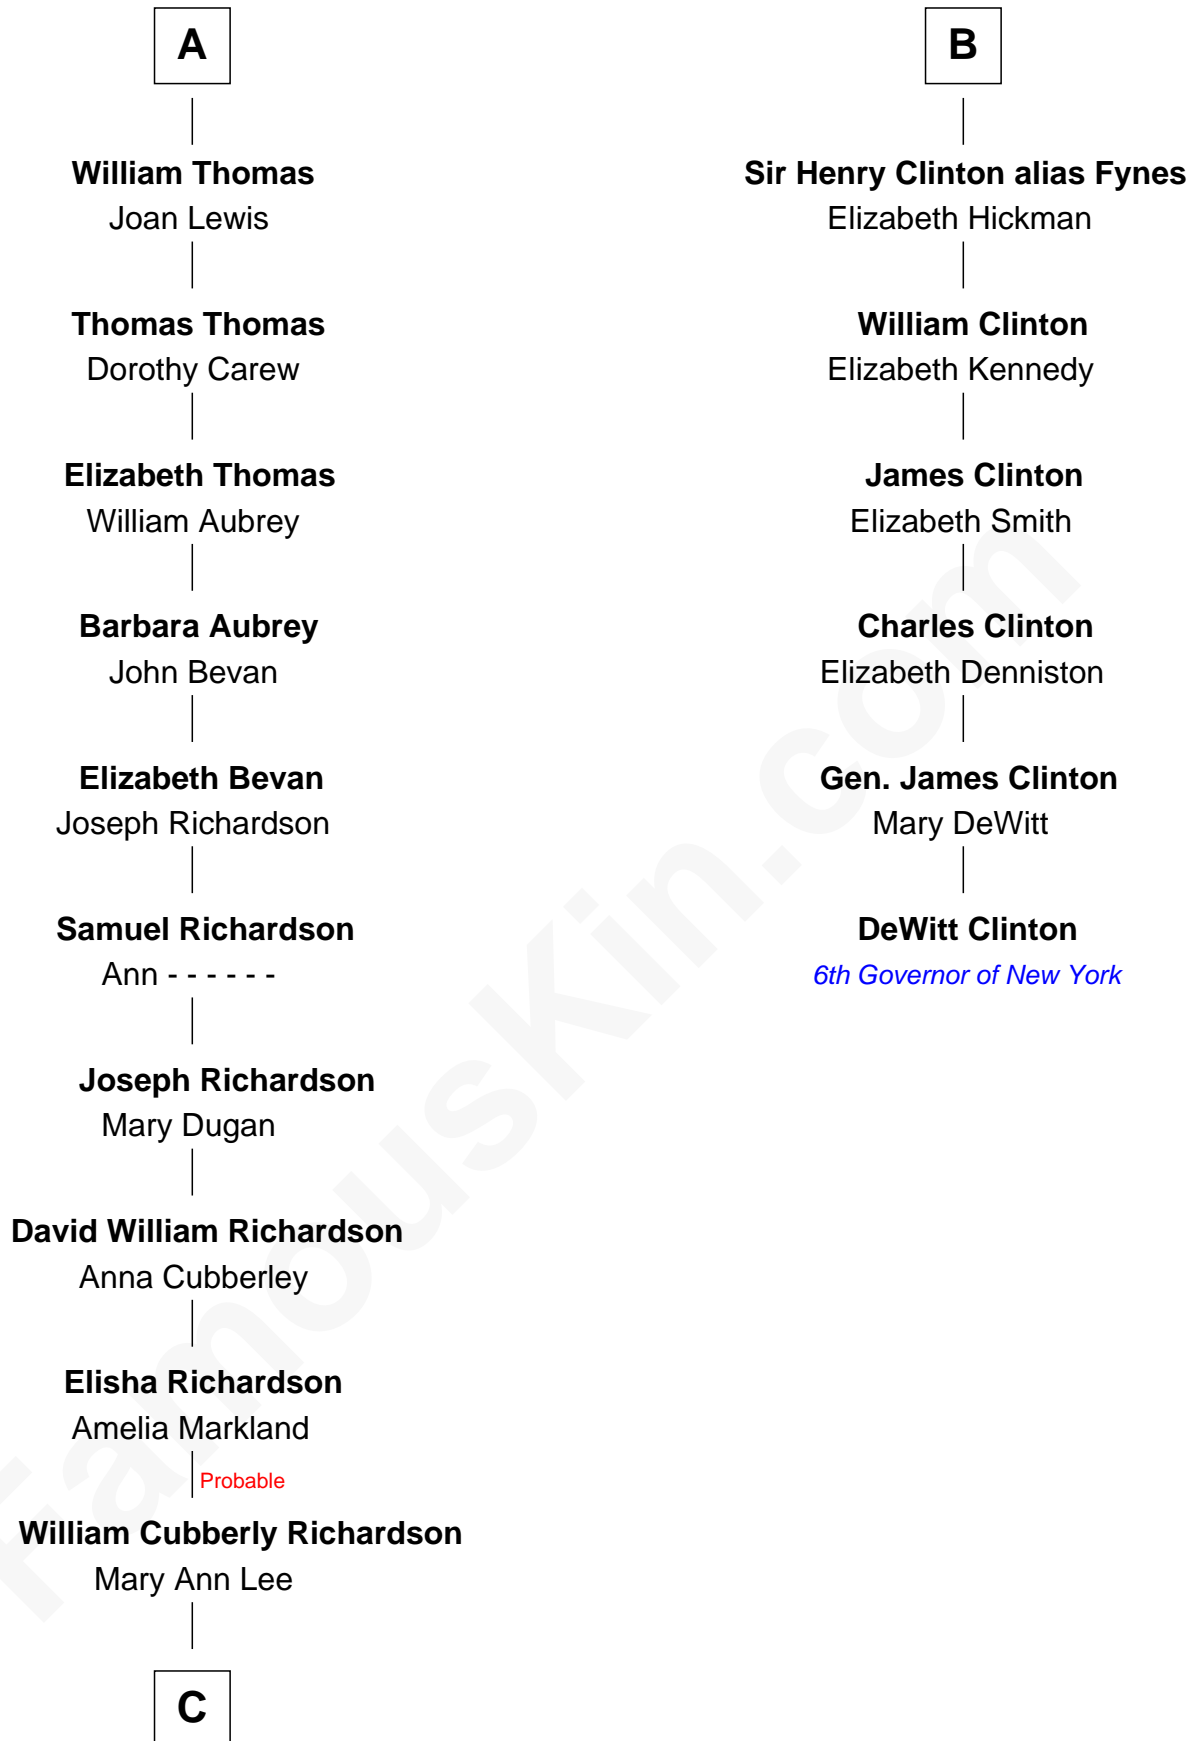 A
William Thomas
Joan Lewis
Thomas Thomas
Dorothy Carew
Elizabeth Thomas
William Aubrey
Barbara Aubrey
John Bevan
Elizabeth Bevan
Joseph Richardson
Samuel Richardson
Ann - - - - - -
Joseph Richardson
Mary Dugan
David William Richardson
Anna Cubberley
Elisha Richardson
Amelia Markland
Probable
William Cubberly Richardson
Mary Ann Lee
C
B
Sir Henry Clinton alias Fynes
Elizabeth Hickman
William Clinton
Elizabeth Kennedy
James Clinton
Elizabeth Smith
Charles Clinton
Elizabeth Denniston
Gen. James Clinton
Mary DeWitt
DeWitt Clinton
6th Governor of New York
FamousKin.com